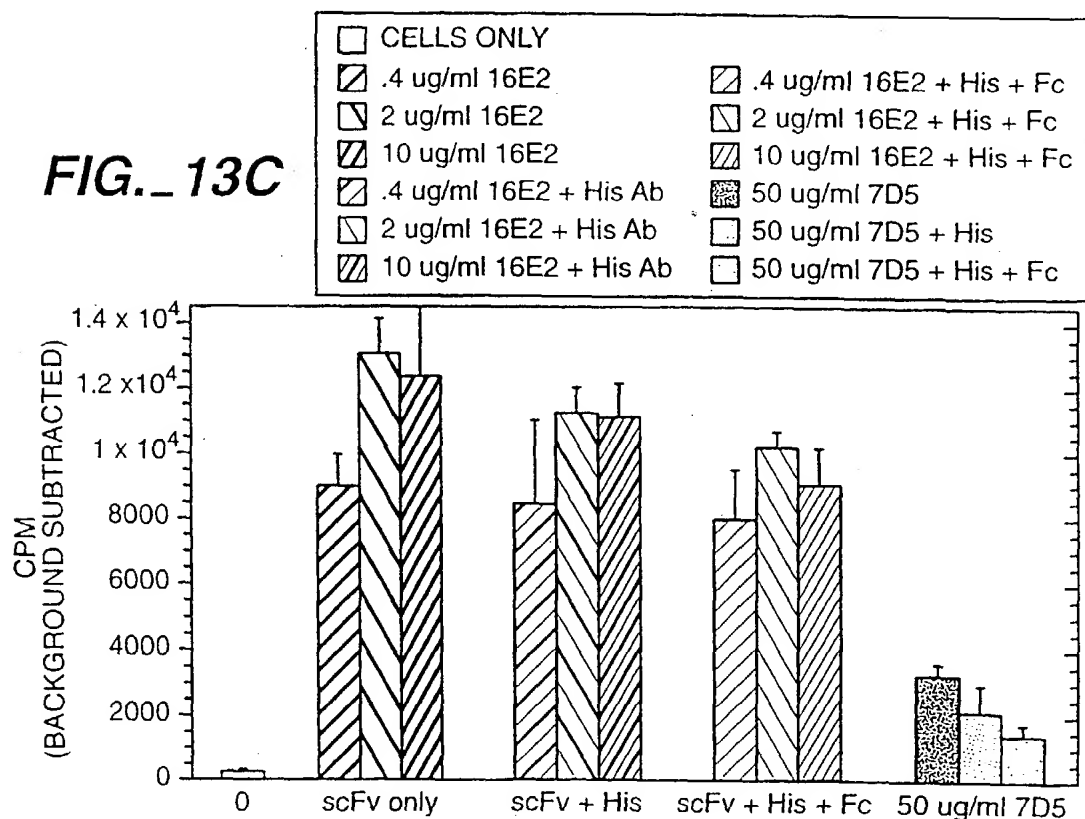 CELLS ONLY
.4 ug/ml 16E2
2 ug/ml 16E2
10 ug/ml 16E2
.4 ug/ml 16E2 + His Ab
2 ug/ml 16E2 + His Ab
10 ug/ml 16E2 + His Ab
.4 ug/ml 16E2 + His + Fc
2 ug/ml 16E2 + His + Fc
10 ug/ml 16E2 + His + Fc
50 ug/ml 7D5
50 ug/ml 7D5 + His
50 ug/ml 7D5 + His + Fc
FIG._13C
CPM
(BACKGROUND SUBTRACTED)
1.4 x 10⁴
1.2 x10⁴
1 x 10⁴
8000
6000
4000
2000
0
0
scFv only
scFv + His
scFv + His + Fc
50 ug/ml 7D5